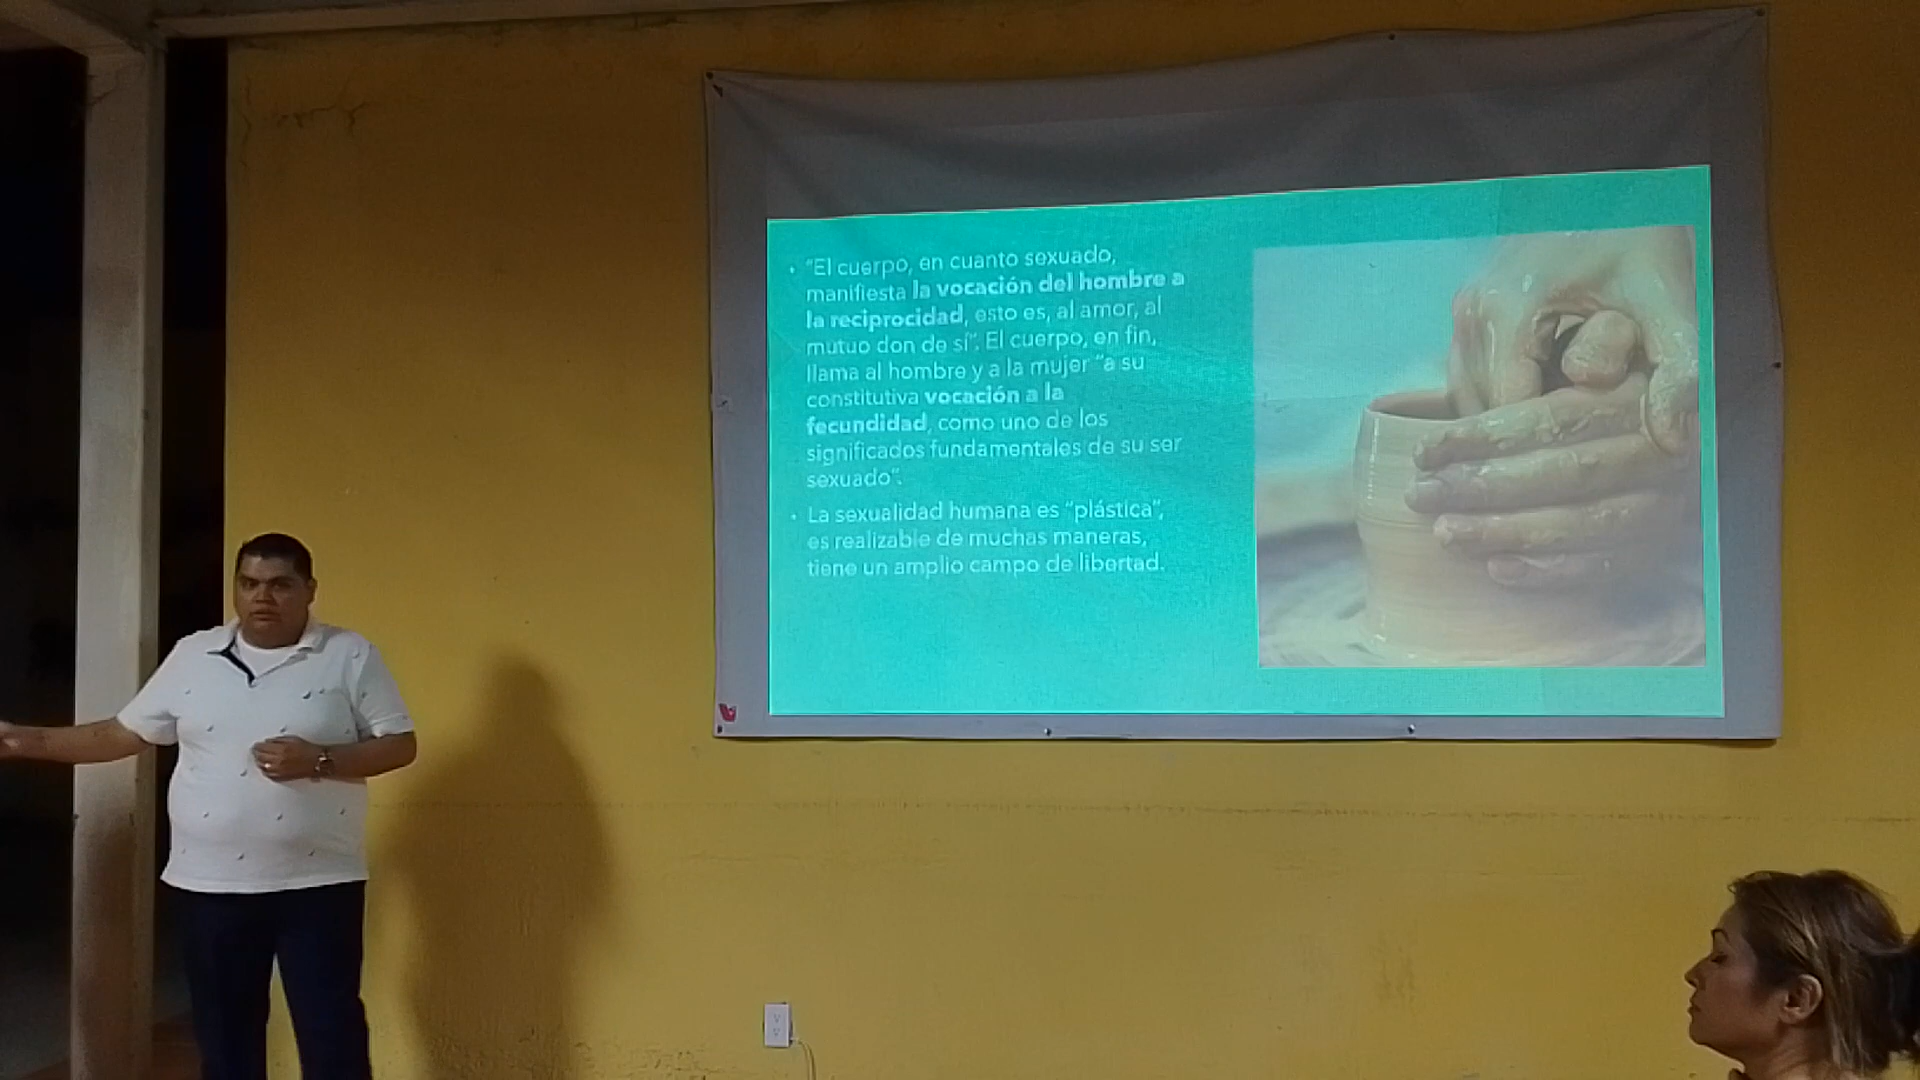 • “El cuerpo, en cuanto sexuado,
manifiesta la vocación del hombre a
la reciprocidad, esto es, al amor, al
mutuo don de sí”. El cuerpo, en fin,
llama al hombre y a la mujer “a su
constitutiva vocación a la
fecundidad, como uno de los
significados fundamentales de su ser
sexuado”.
• La sexualidad humana es “plástica”,
es realizable de muchas maneras,
tiene un amplio campo de libertad.